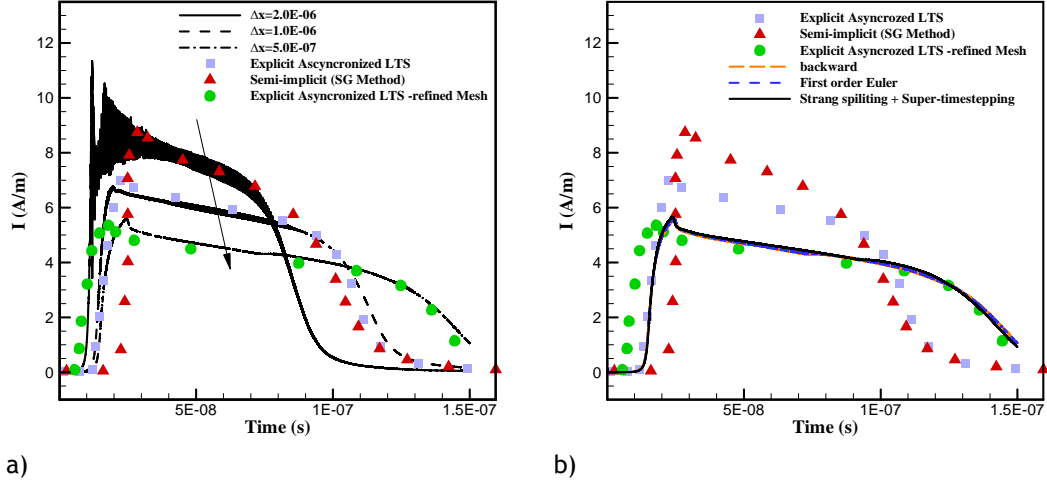 Δx=2.0E-06
Δx=1.0E-06
Δx=5.0E-07
Explicit Ascyncronized LTS
Semi-implicit (SG Method)
Explicit Asyncronized LTS -refined Mesh
I (A/m)
12
10
8
6
4
2
0
5E-08
1E-07
1.5E-07
Time (s)
a)
Explicit Asyncrozed LTS
Semi-implicit (SG Method)
Explicit Asyncrozed LTS -refined Mesh
backward
First order Euler
Strang spiliting + Super-timestepping
I (A/m)
12
10
8
6
4
2
0
5E-08
1E-07
1.5E-07
Time (s)
b)